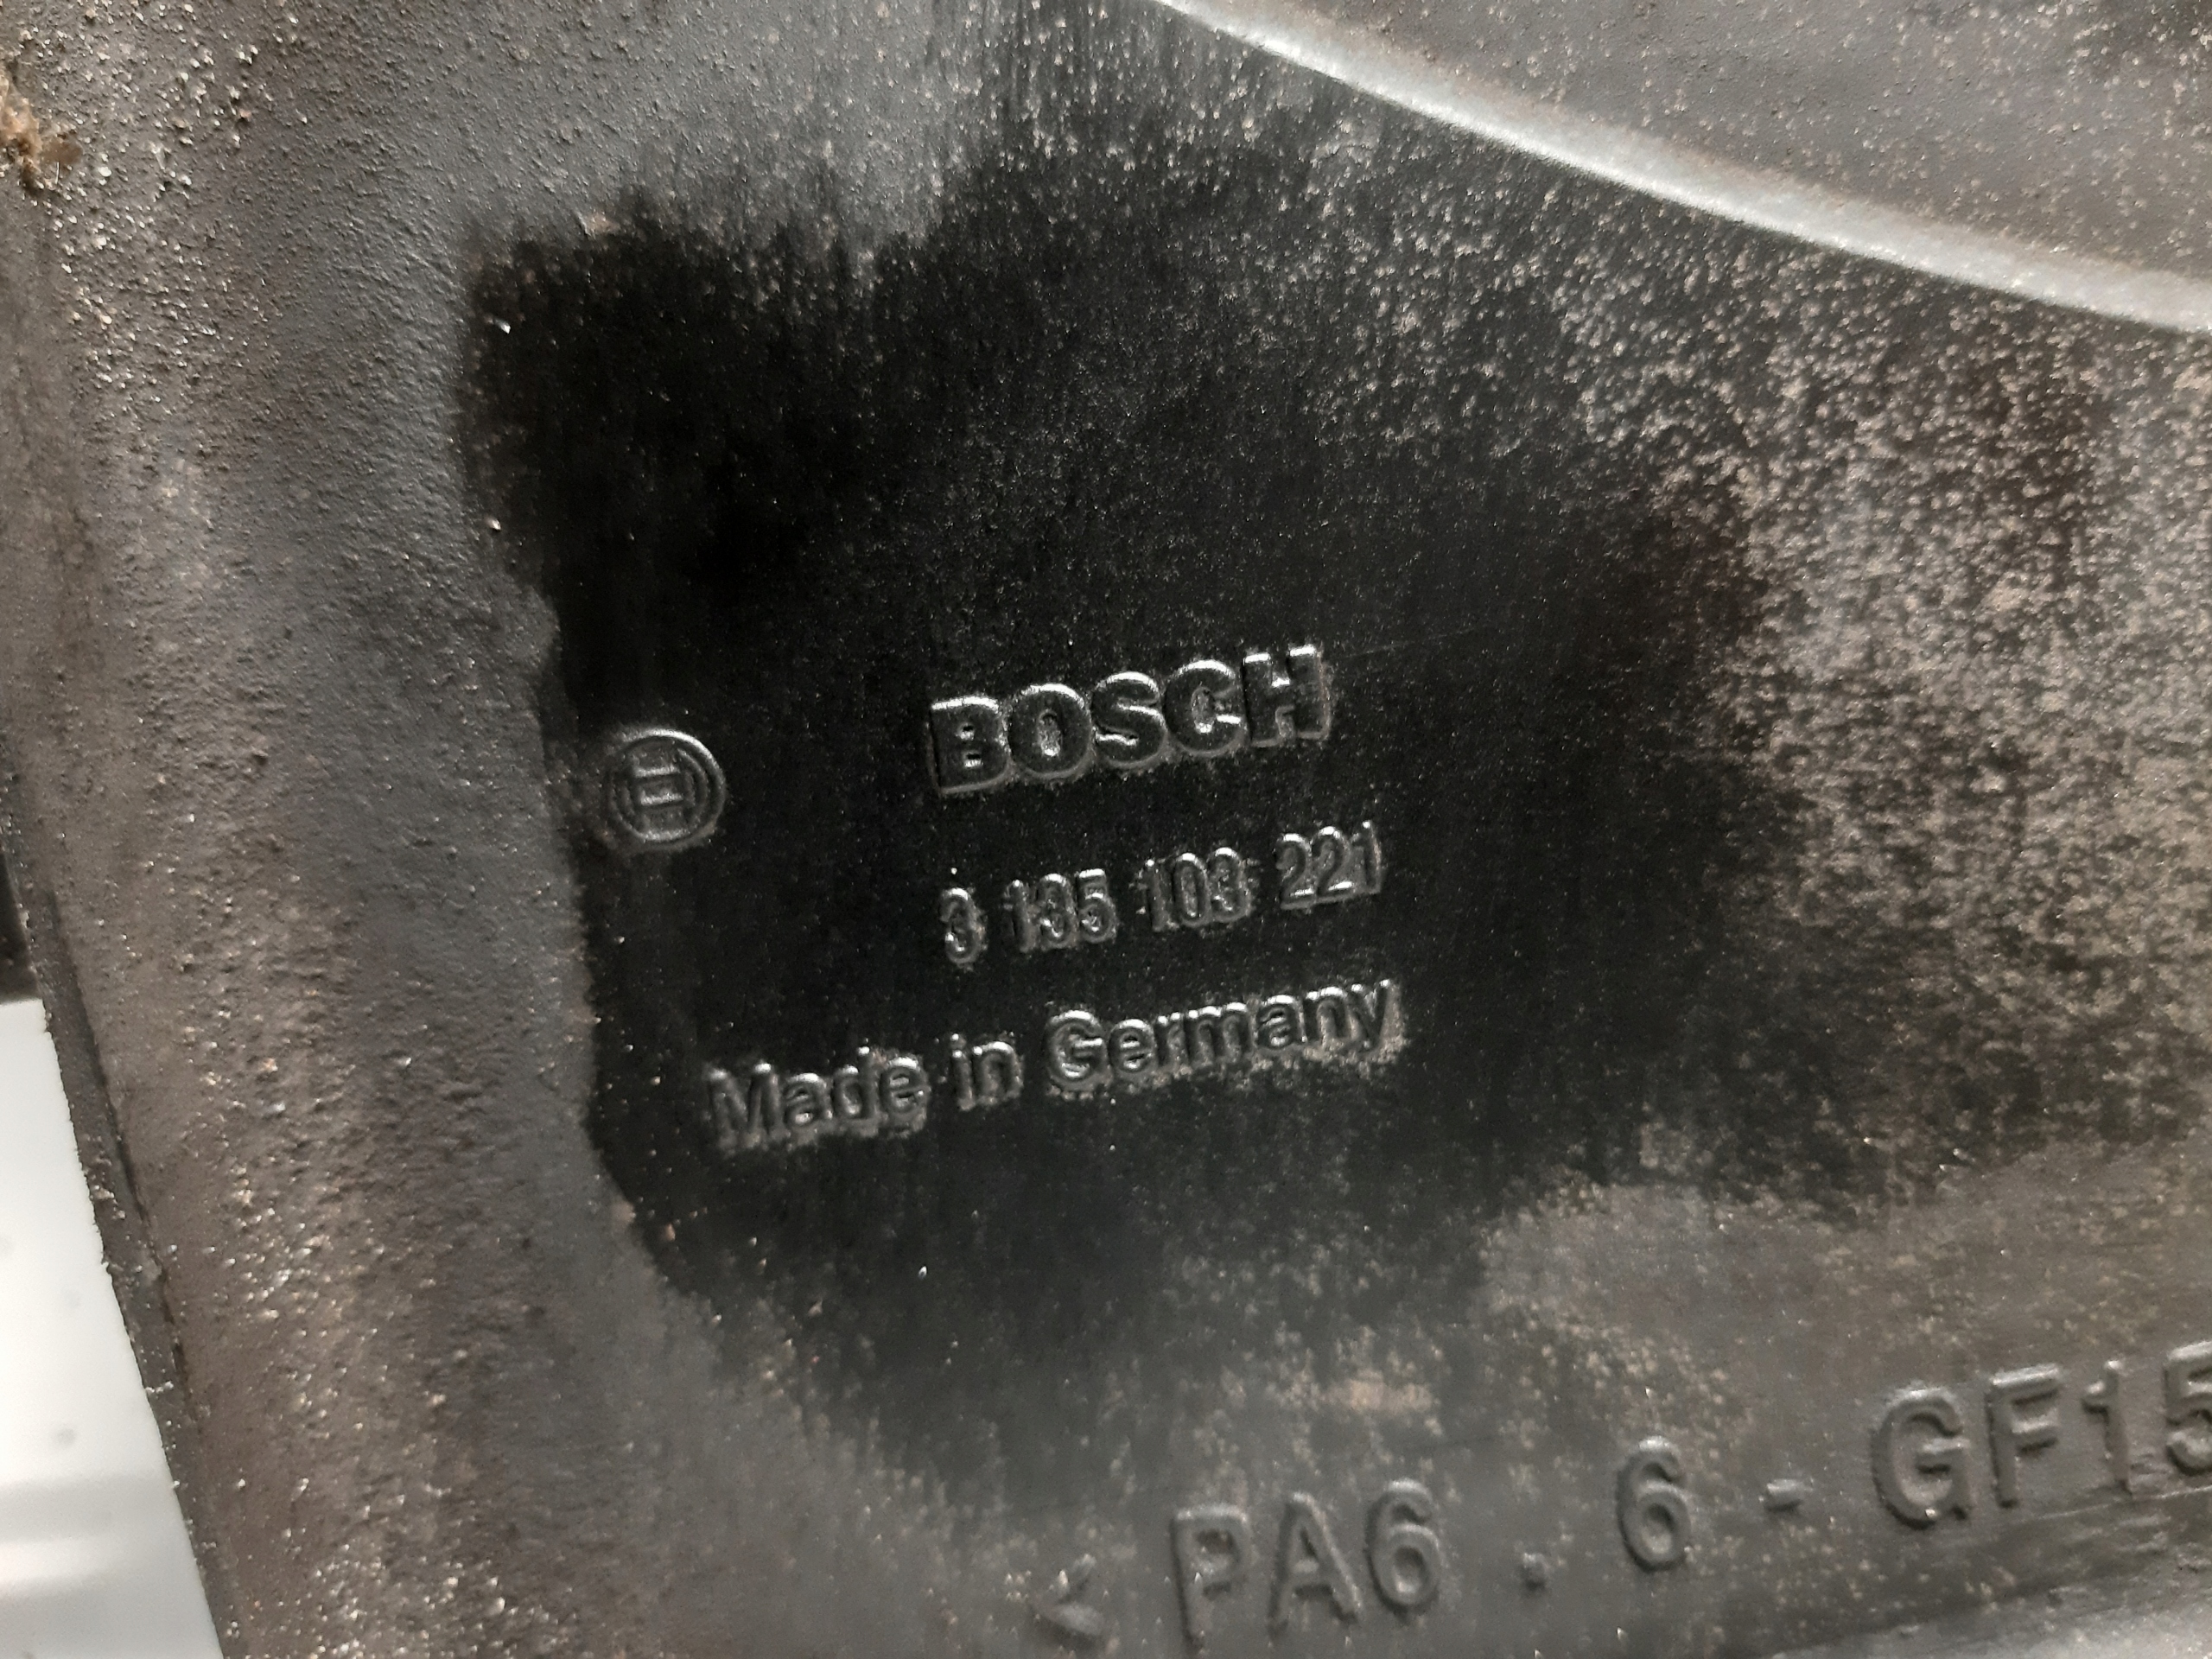 BOSCH
3 135 103 221
Made in Germany
< PA6 . 6 - GF15